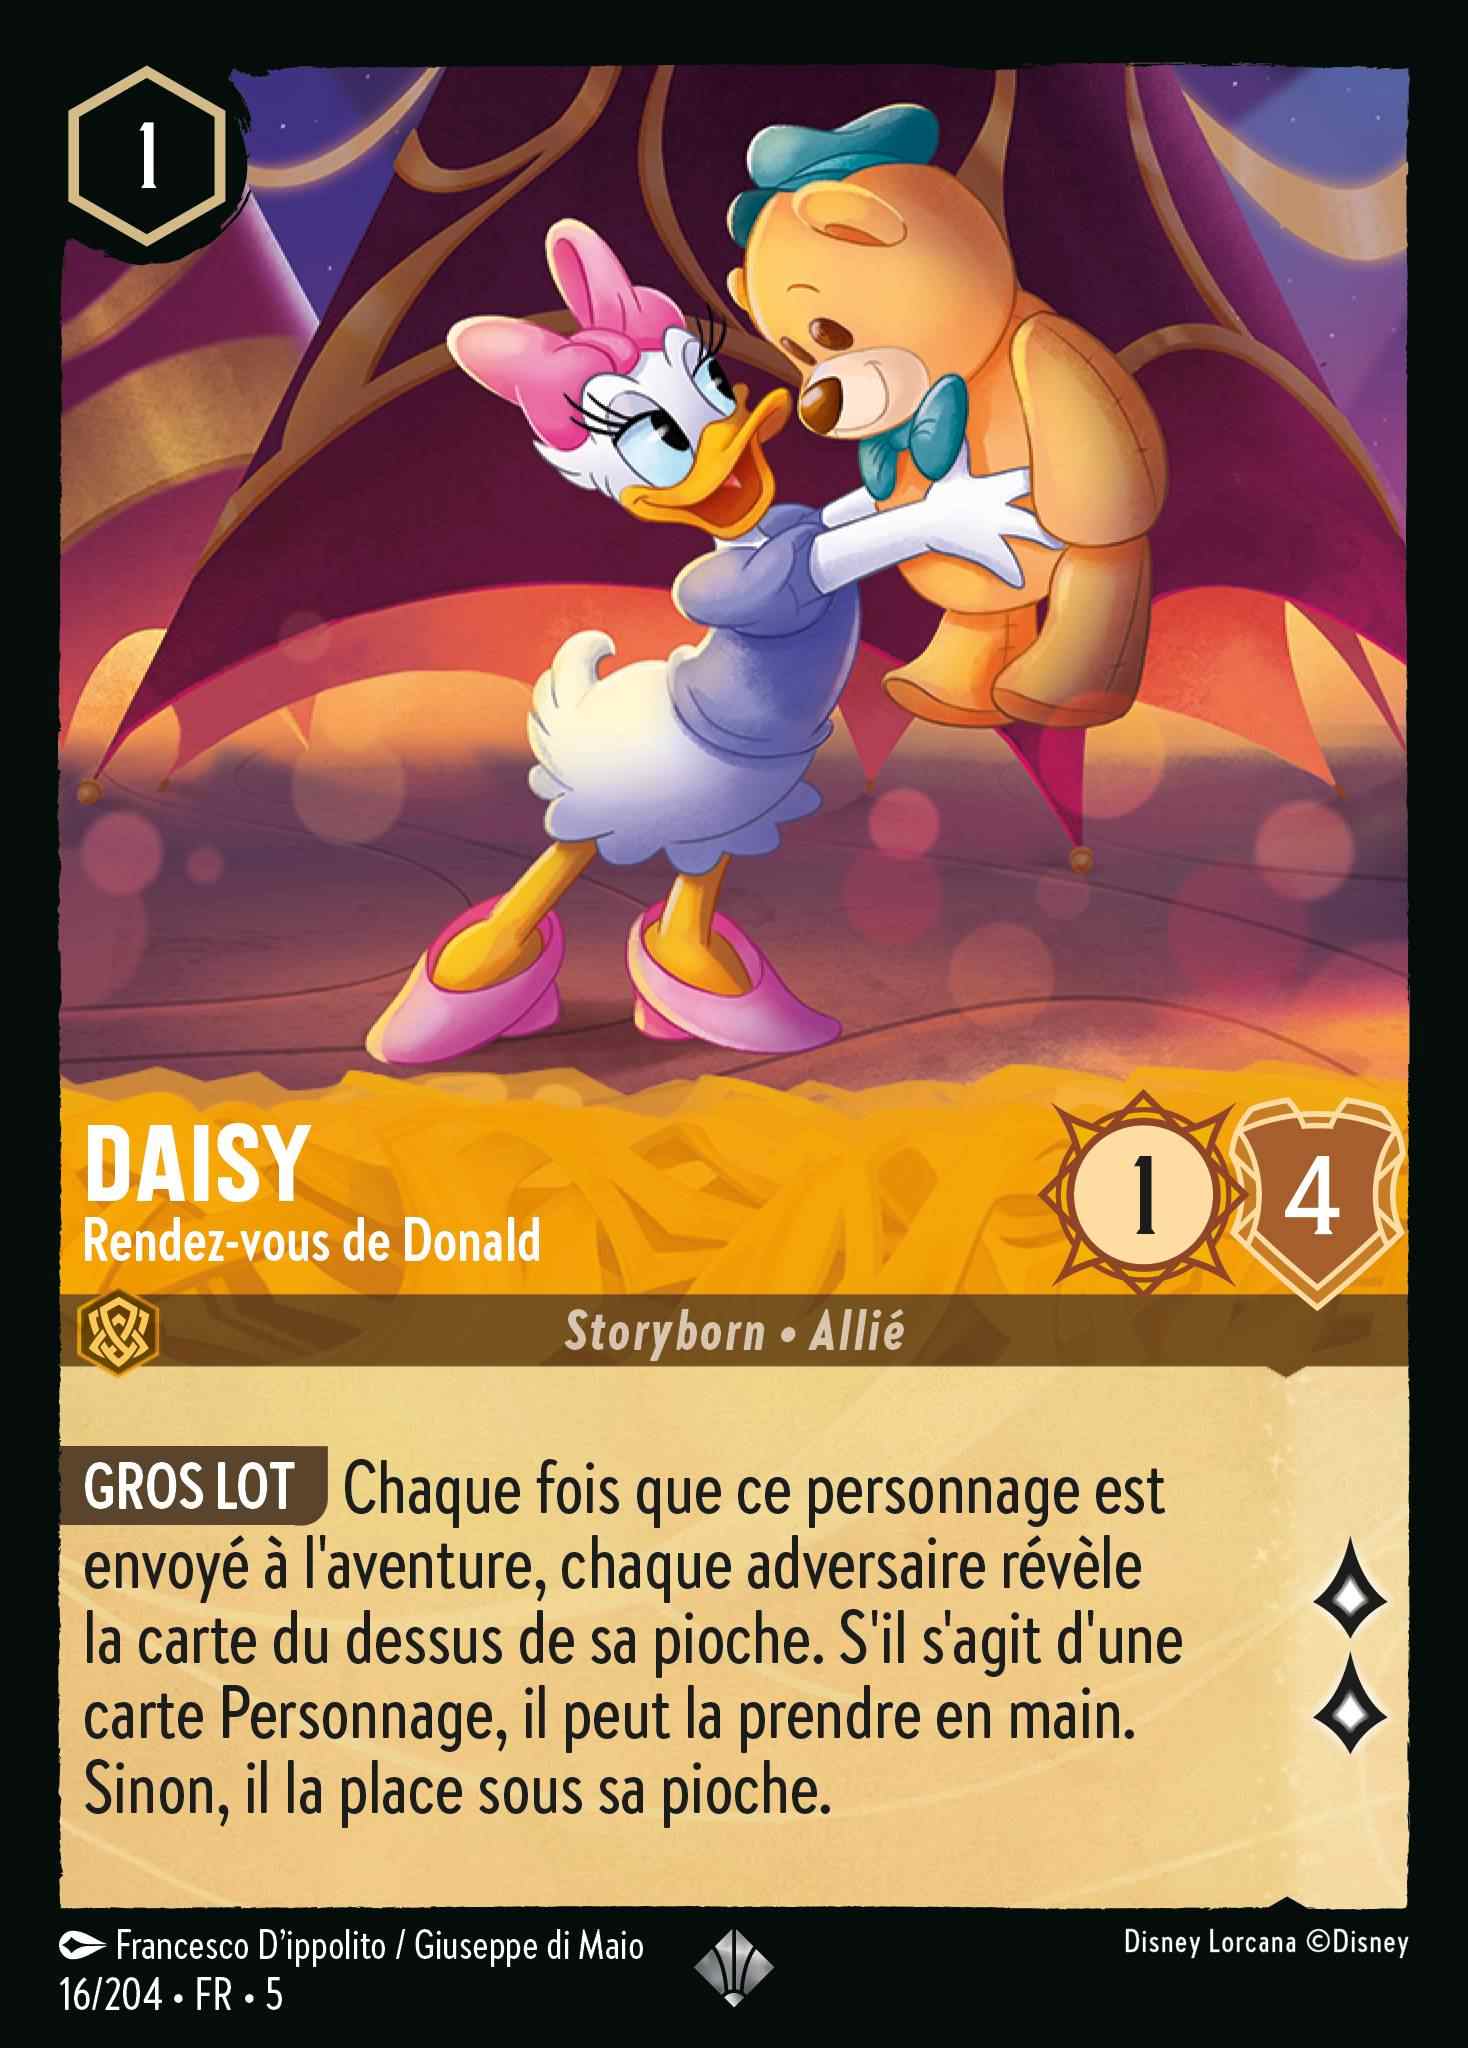 1
DAISY
Rendez-vous de Donald
1
4
Storyborn • Allié
GROS LOT Chaque fois que ce personnage est
envoyé à l'aventure, chaque adversaire révèle
la carte du dessus de sa pioche. S'il s'agit d'une
carte Personnage, il peut la prendre en main.
Sinon, il la place sous sa pioche.
Francesco D'ippolito / Giuseppe di Maio
Disney Lorcana ©Disney
16/204 • FR • 5